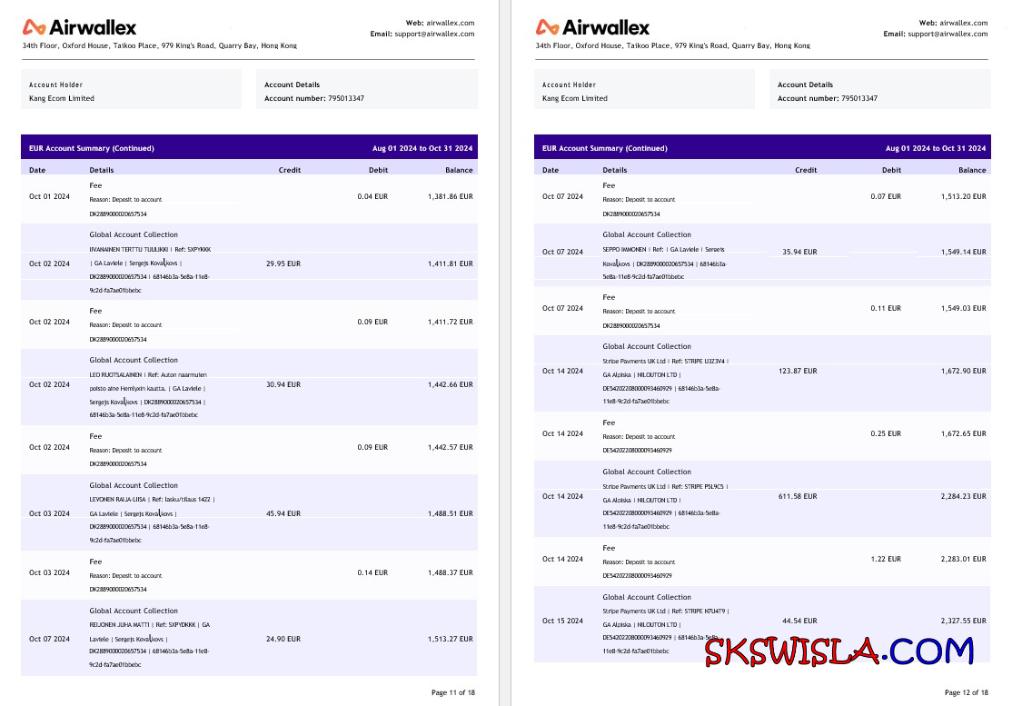 Airwallex
Web: airwallex.com
Email: support@airwallex.com
34th Floor, Oxford House, Taikoo Place, 979 King's Road, Quarry Bay, Hong Kong
Account Holder
Kang Ecom Limited
Account Details
Account number: 795013347
EUR Account Summary (Continued) Aug 01 2024 to Oct 31 2024
Date Details Credit Debit Balance
Fee
Oct 01 2024 Reason: Deposit to account 0.04 EUR 1,381.86 EUR
DK2889000020657534
Global Account Collection
IIVANAINEN TERTTU TUULIKKI | Ref: SXPYKKK
Oct 02 2024 | GA Laviele | Sergejs Kovaļkovs | 29.95 EUR 1,411.81 EUR
DK2889000020657534 | 68146b3a-5e8a-11e8-
9c2d-fa7ae01bbebc
Fee
Oct 02 2024 Reason: Deposit to account 0.09 EUR 1,411.72 EUR
DK2889000020657534
Global Account Collection
LEO RUOTSALAINEN | Ref: Auton naarmuien
Oct 02 2024 poisto aine Hemlyxin kautta. | GA Laviele | 30.94 EUR 1,442.66 EUR
Sergejs Kovaļkovs | DK2889000020657534 |
68146b3a-5e8a-11e8-9c2d-fa7ae01bbebc
Fee
Oct 02 2024 Reason: Deposit to account 0.09 EUR 1,442.57 EUR
DK2889000020657534
Global Account Collection
LEVONEN RAIJA-LIISA | Ref: lasku/tilaus 1422 |
Oct 03 2024 GA Laviele | Sergejs Kovaļkovs | 45.94 EUR 1,488.51 EUR
DK2889000020657534 | 68146b3a-5e8a-11e8-
9c2d-fa7ae01bbebc
Fee
Oct 03 2024 Reason: Deposit to account 0.14 EUR 1,488.37 EUR
DK2889000020657534
Global Account Collection
REIJONEN JUHA MATTI | Ref: SXPYDKKK | GA
Oct 07 2024 Laviele | Sergejs Kovaļkovs | 24.90 EUR 1,513.27 EUR
DK2889000020657534 | 68146b3a-5e8a-11e8-
9c2d-fa7ae01bbebc
Page 11 of 18
Airwallex
Web: airwallex.com
Email: support@airwallex.com
34th Floor, Oxford House, Taikoo Place, 979 King's Road, Quarry Bay, Hong Kong
Account Holder
Kang Ecom Limited
Account Details
Account number: 795013347
EUR Account Summary (Continued) Aug 01 2024 to Oct 31 2024
Date Details Credit Debit Balance
Fee
Oct 07 2024 Reason: Deposit to account 0.07 EUR 1,513.20 EUR
DK2889000020657534
Global Account Collection
SEPPO IMMONEN | Ref: | GA Laviele | Sergejs
Oct 07 2024 Kovaļkovs | DK2889000020657534 | 68146b3a- 35.94 EUR 1,549.14 EUR
5e8a-11e8-9c2d-fa7ae01bbebc
Fee
Oct 07 2024 Reason: Deposit to account 0.11 EUR 1,549.03 EUR
DK2889000020657534
Global Account Collection
Stripe Payments UK Ltd | Ref: STRIPE U3Z3V4 |
Oct 14 2024 GA Alpiska | NILOUTON LTD | 123.87 EUR 1,672.90 EUR
DE54202208000093460929 | 68146b3a-5e8a-
11e8-9c2d-fa7ae01bbebc
Fee
Oct 14 2024 Reason: Deposit to account 0.25 EUR 1,672.65 EUR
DE54202208000093460929
Global Account Collection
Stripe Payments UK Ltd | Ref: STRIPE P5L9C5 |
Oct 14 2024 GA Alpiska | NILOUTON LTD | 611.58 EUR 2,284.23 EUR
DE54202208000093460929 | 68146b3a-5e8a-
11e8-9c2d-fa7ae01bbebc
Fee
Oct 14 2024 Reason: Deposit to account 1.22 EUR 2,283.01 EUR
DE54202208000093460929
Global Account Collection
Stripe Payments UK Ltd | Ref: STRIPE N7U4T9 |
Oct 15 2024 GA Alpiska | NILOUTON LTD | 44.54 EUR 2,327.55 EUR
DE54202208000093460929 | 68146b3a-5e8a-
11e8-9c2d-fa7ae01bbebc
SKSWISLA.COM
Page 12 of 18